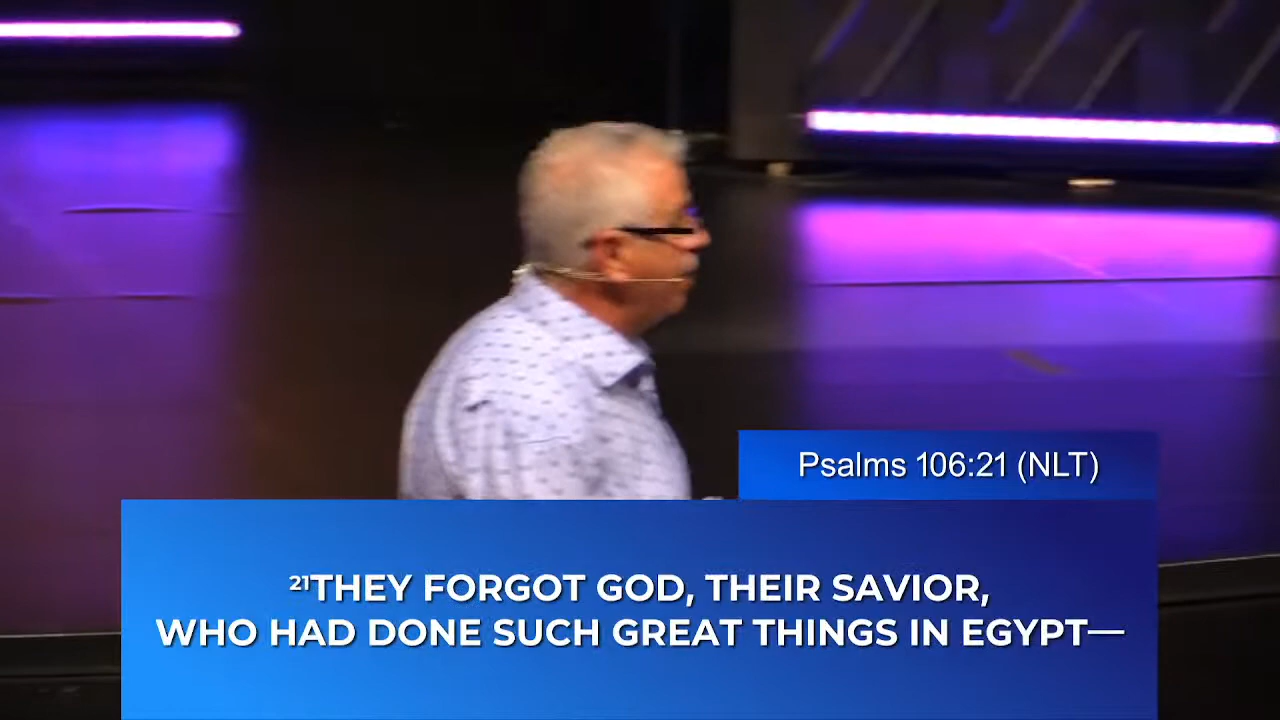 Psalms 106:21 (NLT)
²¹THEY FORGOT GOD, THEIR SAVIOR,
WHO HAD DONE SUCH GREAT THINGS IN EGYPT—